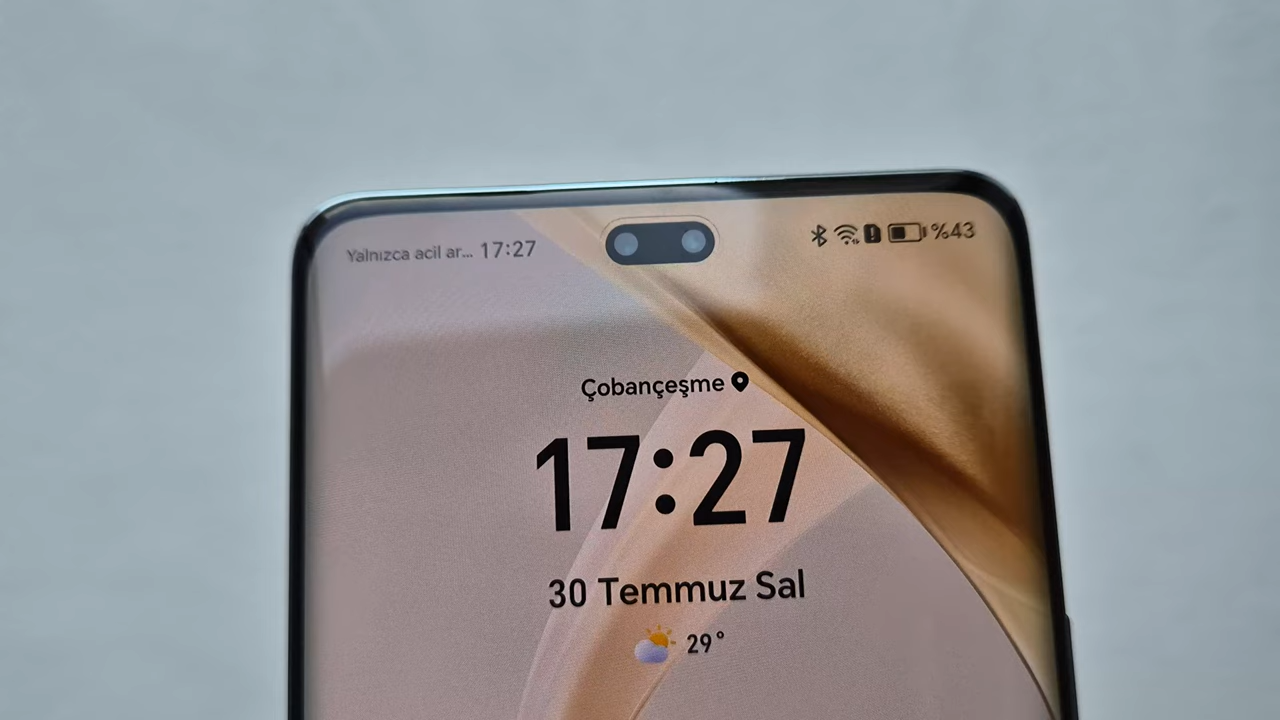 Yalnızca acil ar... 17:27
%43
Çobançeşme
17:27
30 Temmuz Sal
29°